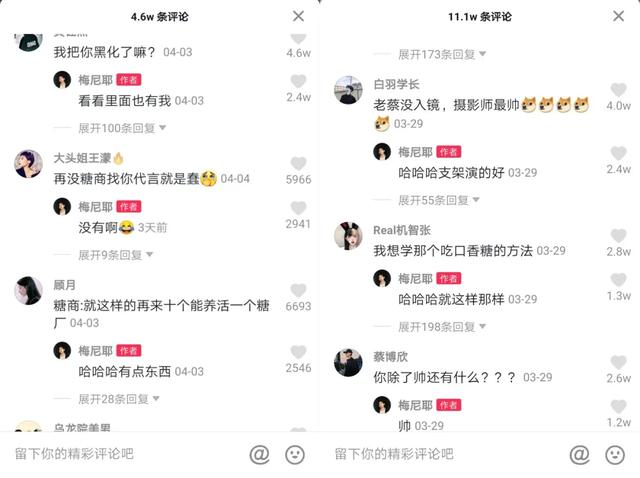 4.6w 条评论
我把你黑化了嘛? 04-03
4.6w
梅尼耶 作者
看看里面也有我 04-03
2.4w
展开100条回复
大头姐王濛🔥
再没糖商找你代言就是蠢😭 04-04
5966
梅尼耶 作者
没有啊😂 3天前
2941
展开9条回复
顾月
糖商:就这样的再来十个能养活一个糖
厂 04-03
6693
梅尼耶 作者
哈哈哈有点东西 04-03
2546
展开28条回复
乌龙院美男
留下你的精彩评论吧
@
11.1w 条评论
展开173条回复
白羽学长
老蔡没入镜，摄影师最帅
03-29
4.0w
梅尼耶 作者
哈哈哈支架演的好 03-29
2.4w
展开55条回复
Real机智张
我想学那个吃口香糖的方法 03-29
2.8w
梅尼耶 作者
哈哈哈就这样那样 03-29
1.3w
展开198条回复
蔡博欣
你除了帅还有什么？？？ 03-29
2.6w
梅尼耶 作者
帅 03-29
1.2w
留下你的精彩评论吧
@